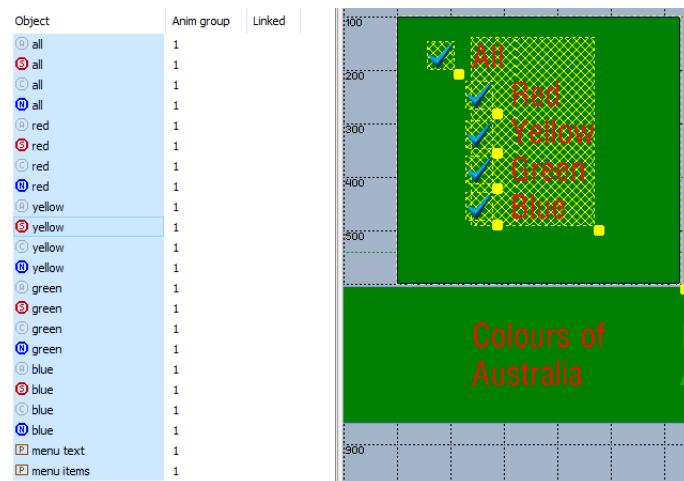 Object Anim group Linked
A all 1
S all 1
C all 1
N all 1
A red 1
S red 1
C red 1
N red 1
A yellow 1
S yellow 1
C yellow 1
N yellow 1
A green 1
S green 1
C green 1
N green 1
A blue 1
S blue 1
C blue 1
N blue 1
P menu text 1
P menu items 1
100
200
300
400
500
900
All
Red
Yellow
Green
Blue
Colours of
Australia